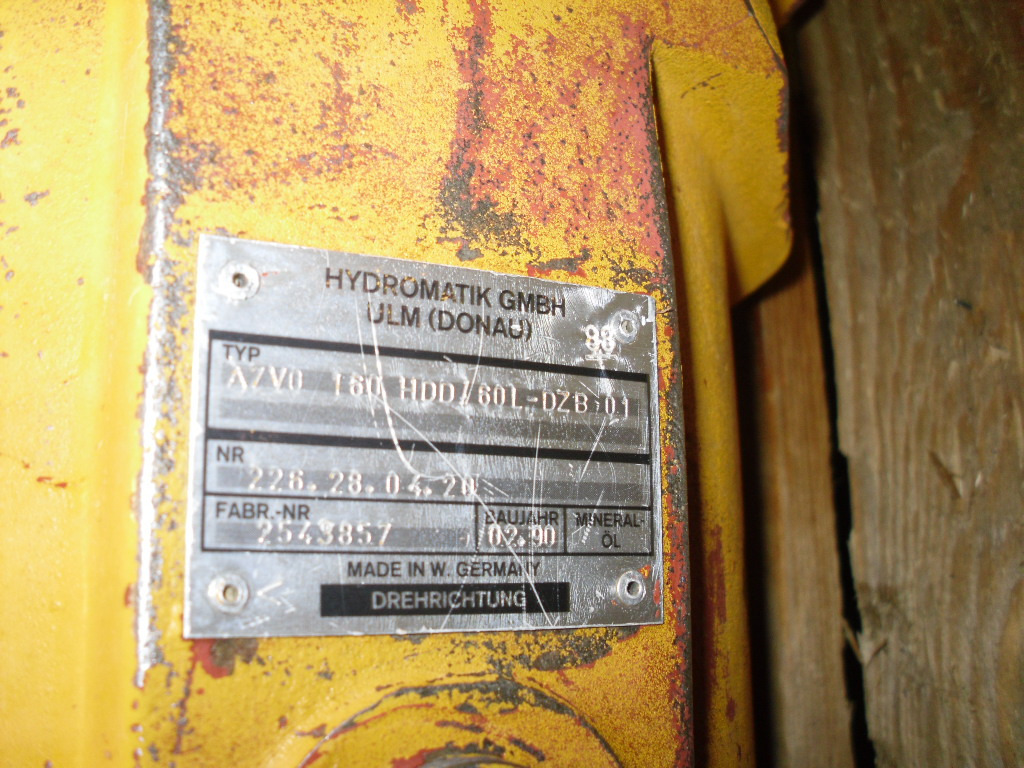 HYDROMATIK GMBH
ULM (DONAU)
88
TYP
A7V0 160 HDD/60L-DZB 01
NR
226.28.04.20
FABR.-NR
2543857
BAUJAHR
02.90
MINERAL-
ÖL
MADE IN W. GERMANY
DREHRICHTUNG